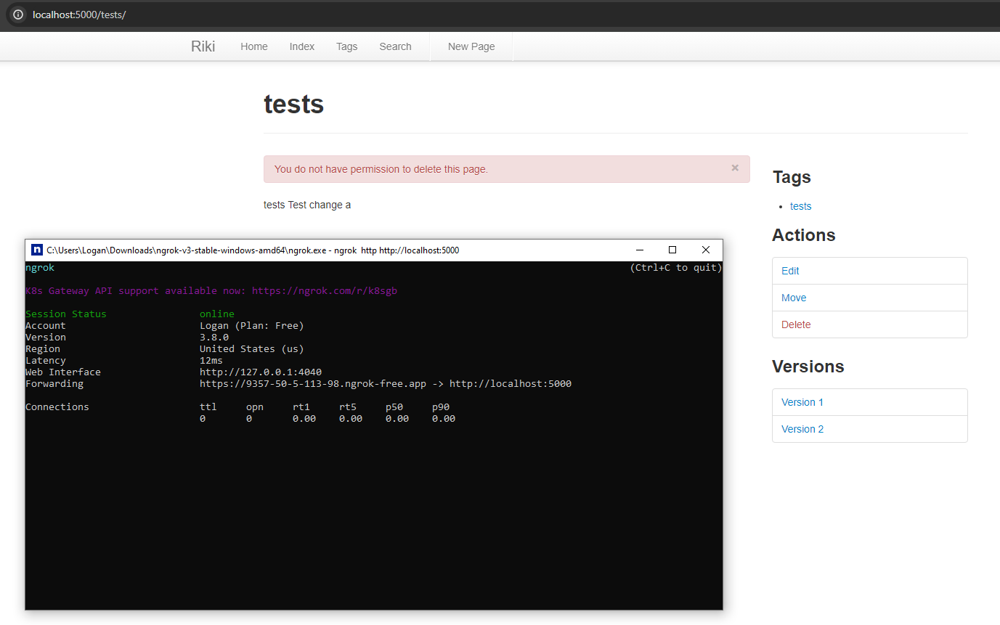 localhost:5000/tests/
Riki Home Index Tags Search New Page
tests
You do not have permission to delete this page. ×
tests Test change a
Tags
tests
Actions
Edit
Move
Delete
Versions
Version 1
Version 2
n C:\Users\Logan\Downloads\ngrok-v3-stable-windows-amd64\ngrok.exe - ngrok http http://localhost:5000
ngrok (Ctrl+C to quit)
K8s Gateway API support available now: https://ngrok.com/r/k8sgb
Session Status online
Account Logan (Plan: Free)
Version 3.8.0
Region United States (us)
Latency 12ms
Web Interface http://127.0.0.1:4040
Forwarding https://9357-50-5-113-98.ngrok-free.app -> http://localhost:5000
Connections ttl opn rt1 rt5 p50 p90
0 0 0.00 0.00 0.00 0.00